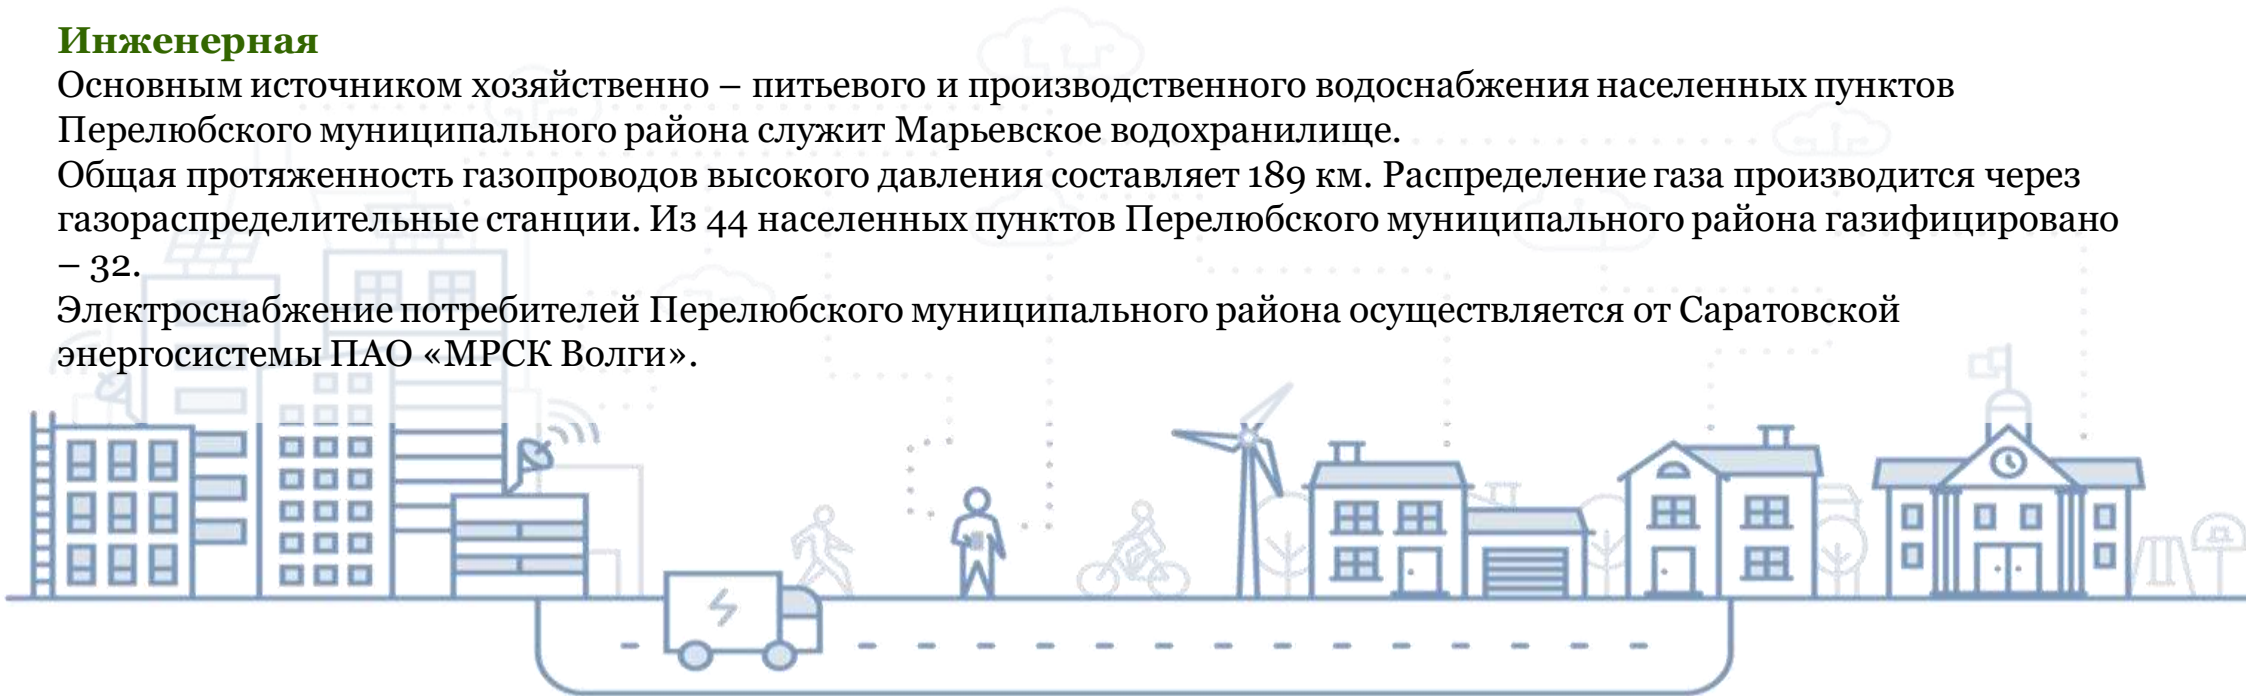 Инженерная
Основным источником хозяйственно – питьевого и производственного водоснабжения населенных пунктов
Перелюбского муниципального района служит Марьевское водохранилище.
Общая протяженность газопроводов высокого давления составляет 189 км. Распределение газа производится через
газораспределительные станции. Из 44 населенных пунктов Перелюбского муниципального района газифицировано
– 32.
Электроснабжение потребителей Перелюбского муниципального района осуществляется от Саратовской
энергосистемы ПАО «МРСК Волги».